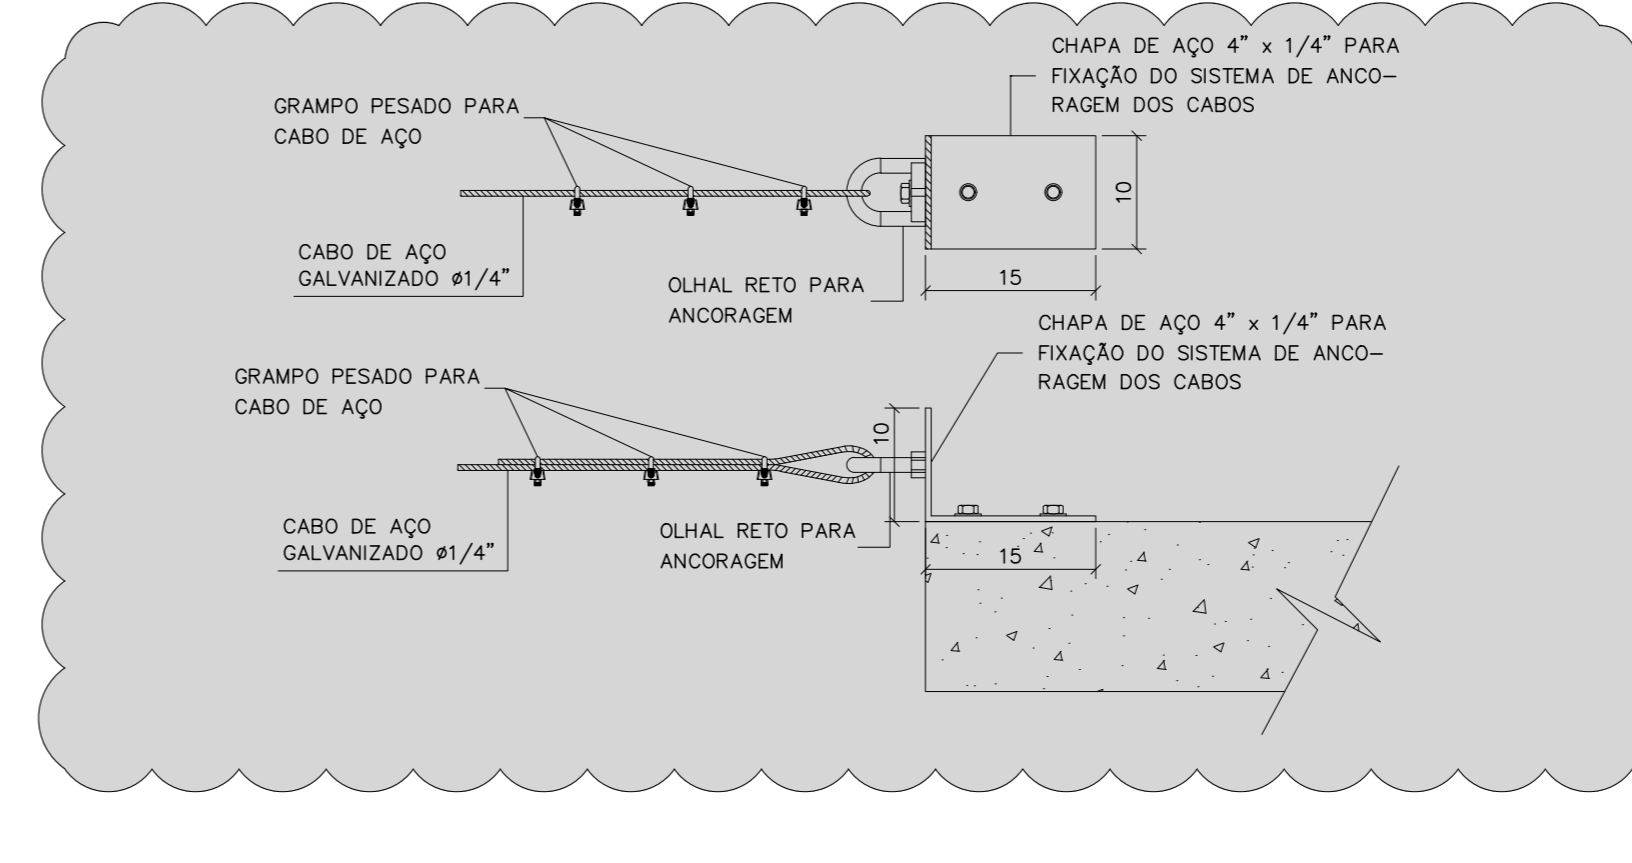 CHAPA DE AÇO 4” x 1/4” PARA
FIXAÇÃO DO SISTEMA DE ANCO–
RAGEM DOS CABOS
GRAMPO PESADO PARA
CABO DE AÇO
10
CABO DE AÇO
GALVANIZADO ø1/4”
OLHAL RETO PARA
ANCORAGEM
15
CHAPA DE AÇO 4” x 1/4” PARA
FIXAÇÃO DO SISTEMA DE ANCO–
RAGEM DOS CABOS
GRAMPO PESADO PARA
CABO DE AÇO
10
CABO DE AÇO
GALVANIZADO ø1/4”
OLHAL RETO PARA
ANCORAGEM
15